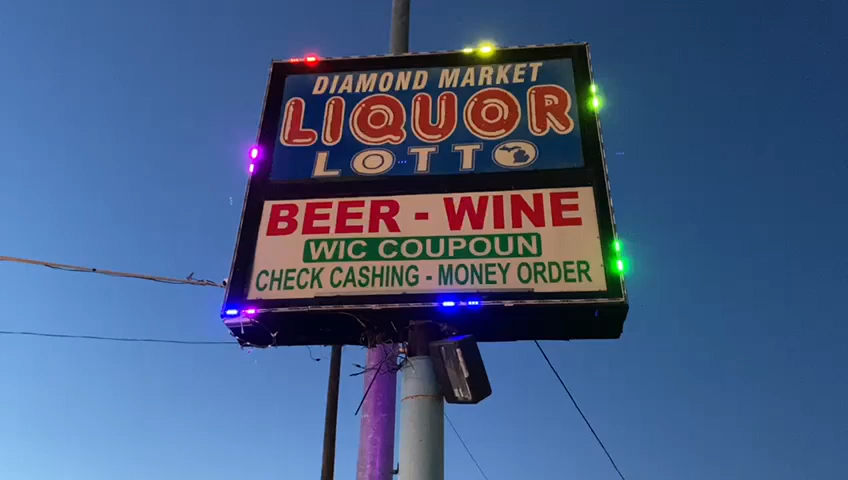 DIAMOND MARKET
LIQUOR
LOTTO
BEER - WINE
WIC COUPOUN
CHECK CASHING - MONEY ORDER